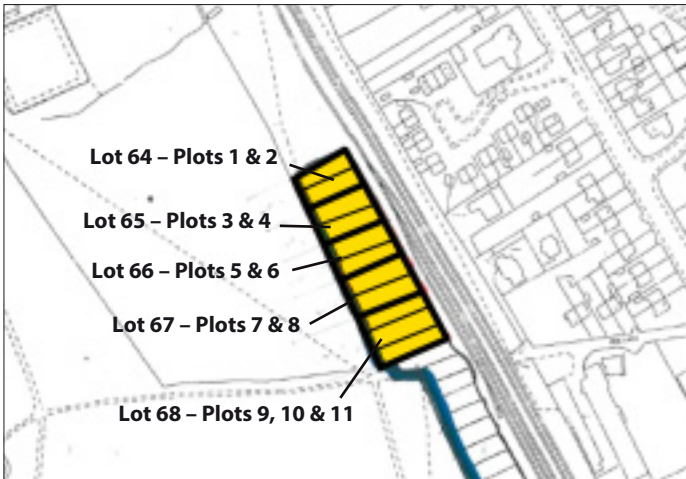 Lot 64 – Plots 1 & 2
Lot 65 – Plots 3 & 4
Lot 66 – Plots 5 & 6
Lot 67 – Plots 7 & 8
Lot 68 – Plots 9, 10 & 11